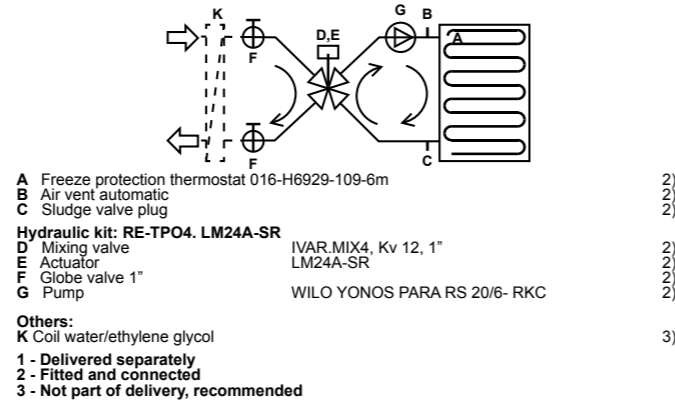 K
G
B
D,E
A
F
F
C
A Freeze protection thermostat 016-H6929-109-6m 2)
B Air vent automatic 2)
C Sludge valve plug 2)
Hydraulic kit: RE-TPO4. LM24A-SR
D Mixing valve IVAR.MIX4, Kv 12, 1” 2)
E Actuator LM24A-SR 2)
F Globe valve 1” 2)
G Pump WILO YONOS PARA RS 20/6- RKC 2)
Others:
K Coil water/ethylene glycol 3)
1 - Delivered separately
2 - Fitted and connected
3 - Not part of delivery, recommended